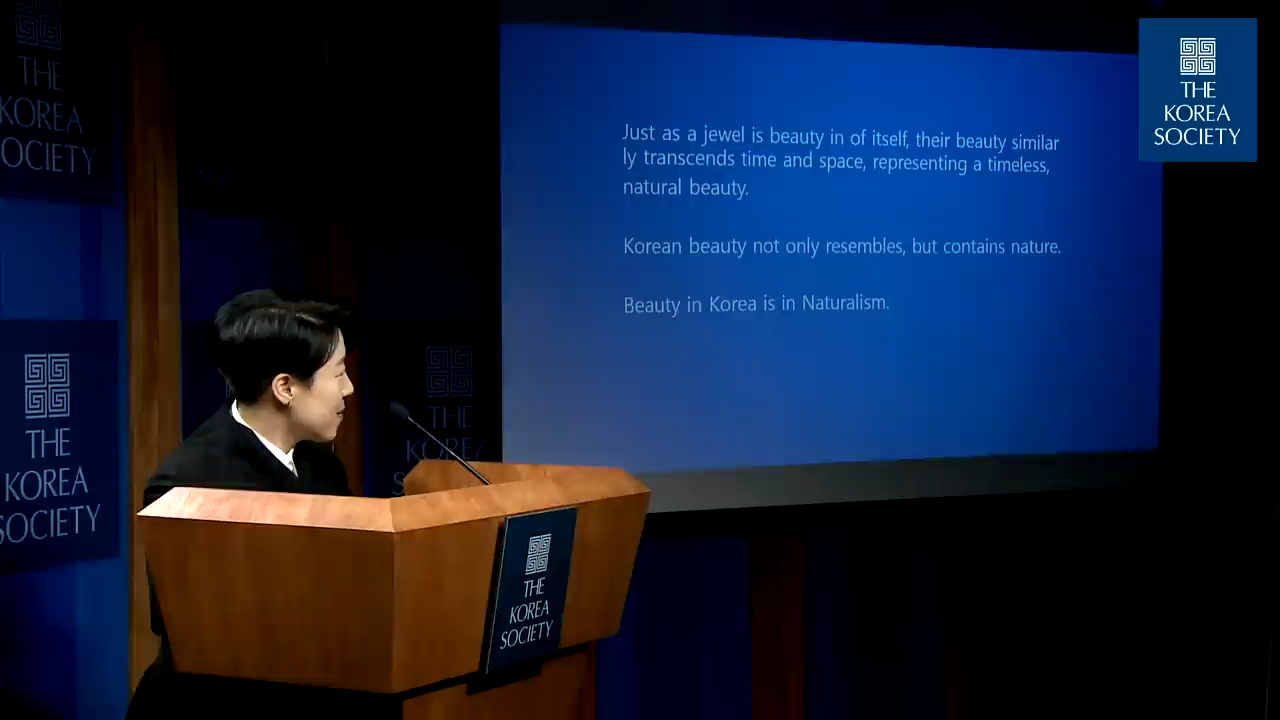 THE
KOREA
SOCIETY
THE
KOREA
SOCIETY
Just as a jewel is beauty in of itself, their beauty similar
ly transcends time and space, representing a timeless,
natural beauty.
Korean beauty not only resembles, but contains nature.
Beauty in Korea is in Naturalism.
THE
KOREA
SOCIETY
THE
KOREA
THE
KOREA
SOCIETY